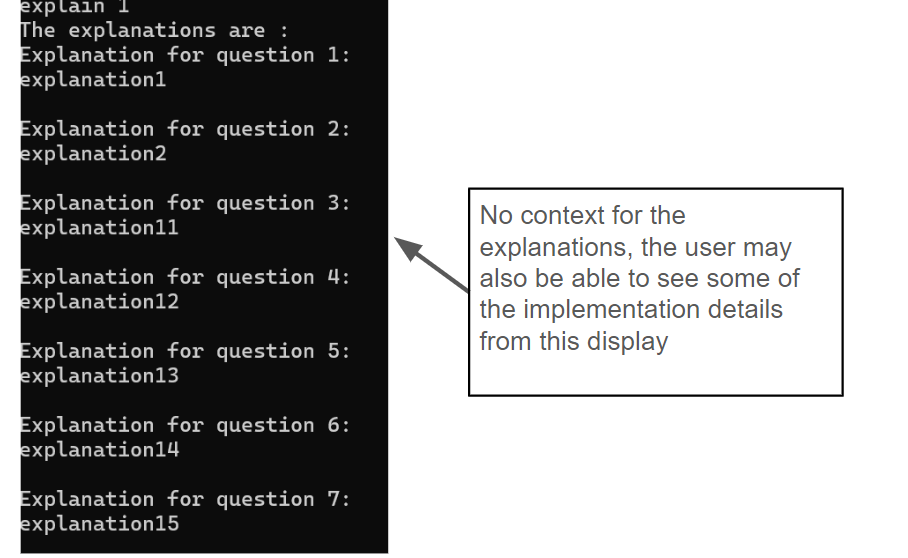 explain 1
The explanations are :
Explanation for question 1:
explanation1
Explanation for question 2:
explanation2
Explanation for question 3:
explanation11
Explanation for question 4:
explanation12
Explanation for question 5:
explanation13
Explanation for question 6:
explanation14
Explanation for question 7:
explanation15
No context for the
explanations, the user may
also be able to see some of
the implementation details
from this display